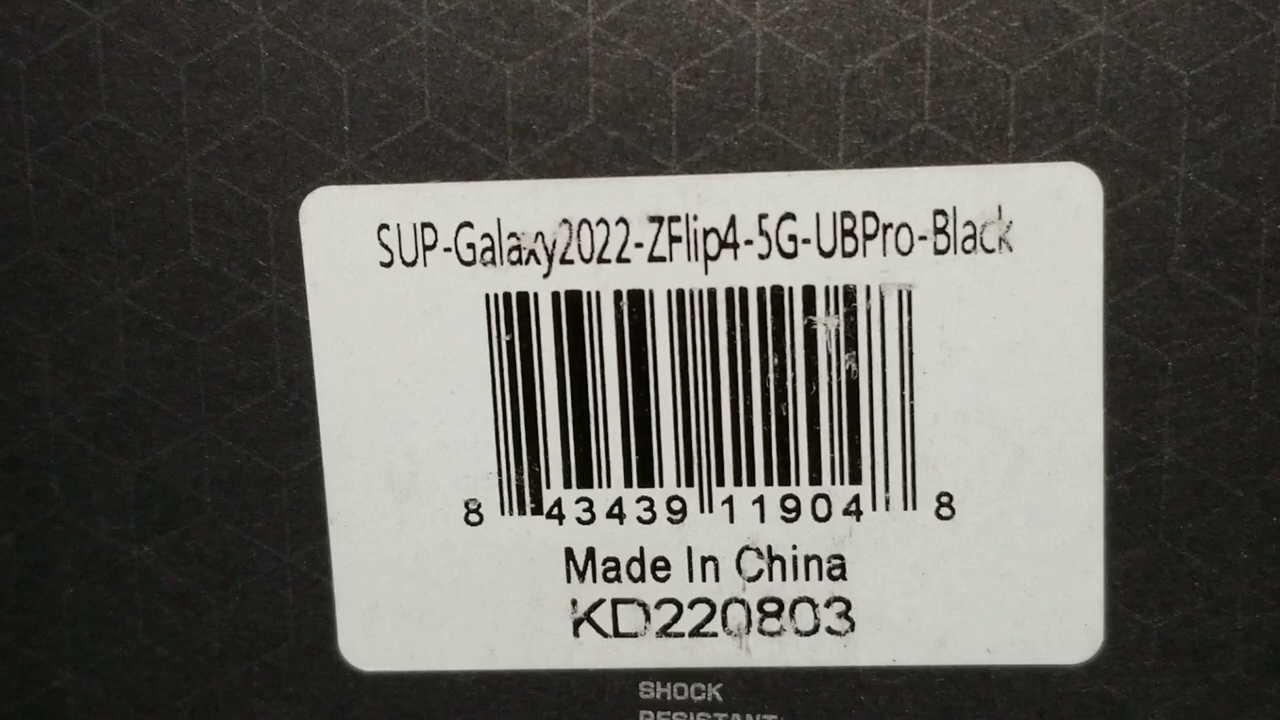 SUP-Galaxy2022-ZFlip4-5G-UBPro-Black
8 43439 11904 8
Made In China
KD220803
SHOCK
RESISTANT